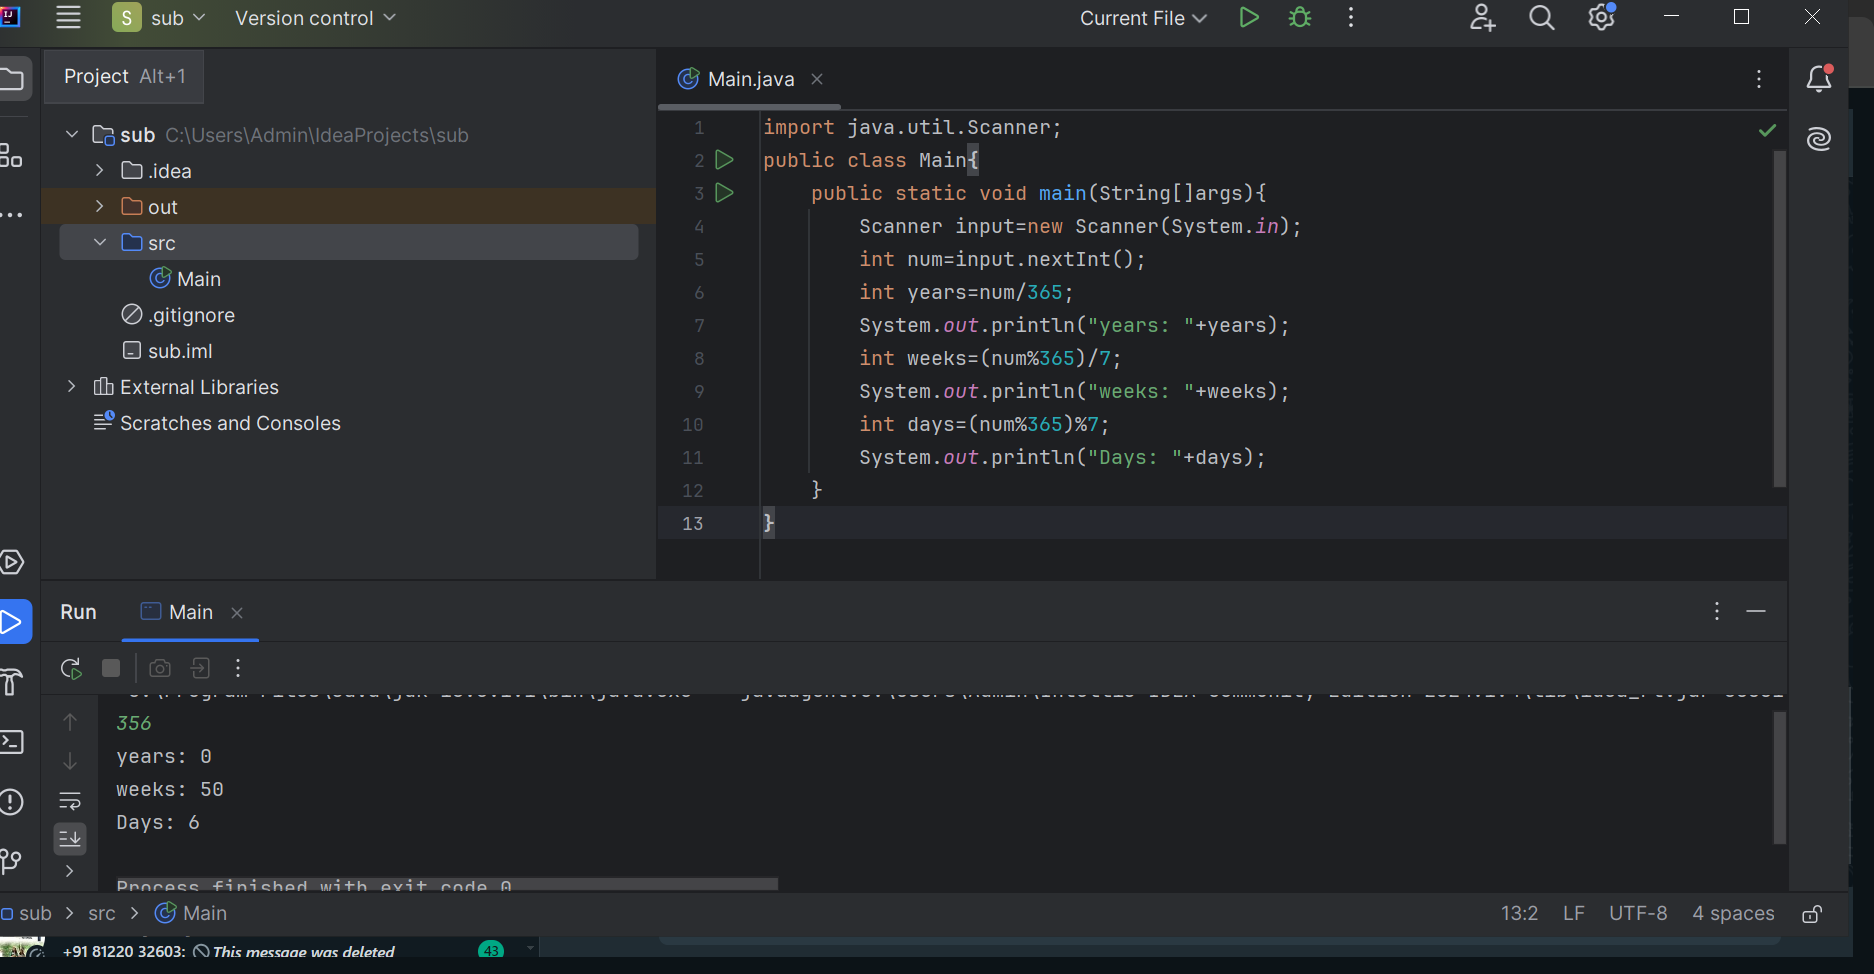 S sub Version control Current File
Project Alt+1
Main.java
sub C:\Users\Admin\IdeaProjects\sub
.idea
out
src
Main
.gitignore
sub.iml
External Libraries
Scratches and Consoles
1 import java.util.Scanner;
2 public class Main{
3 public static void main(String[]args){
4 Scanner input=new Scanner(System.in);
5 int num=input.nextInt();
6 int years=num/365;
7 System.out.println("years: "+years);
8 int weeks=(num%365)/7;
9 System.out.println("weeks: "+weeks);
10 int days=(num%365)%7;
11 System.out.println("Days: "+days);
12 }
13 }
Run Main
356
years: 0
weeks: 50
Days: 6
Process finished with exit code 0
sub > src > Main 13:2 LF UTF-8 4 spaces
+91 81220 32603: This message was deleted 43